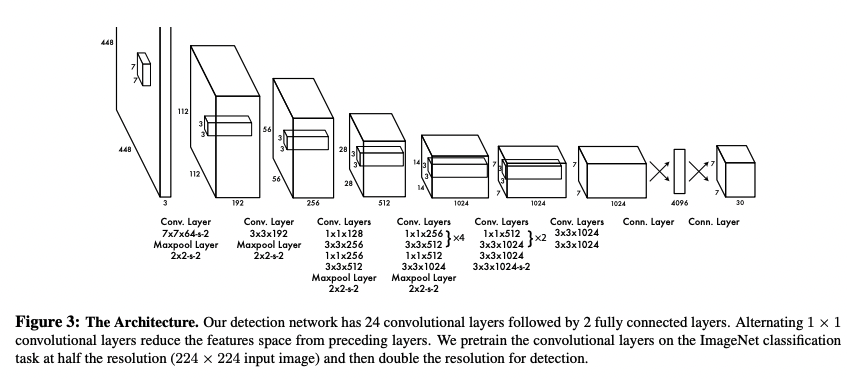 448
7
7
448
3
112
3
3
112
192
56
3
3
56
256
28
3
3
28
512
14
3
3
14
1024
7
3
3
7
1024
7
7
1024
4096
7
7
30
Conv. Layer
7x7x64-s-2
Maxpool Layer
2x2-s-2
Conv. Layer
3x3x192
Maxpool Layer
2x2-s-2
Conv. Layers
1x1x128
3x3x256
1x1x256
3x3x512
Maxpool Layer
2x2-s-2
Conv. Layers
1x1x256
3x3x512 } ×4
1x1x512
3x3x1024
Maxpool Layer
2x2-s-2
Conv. Layers
1x1x512
3x3x1024 } ×2
3x3x1024
3x3x1024-s-2
Conv. Layers
3x3x1024
3x3x1024
Conn. Layer
Conn. Layer
Figure 3: The Architecture. Our detection network has 24 convolutional layers followed by 2 fully connected layers. Alternating 1 × 1
convolutional layers reduce the features space from preceding layers. We pretrain the convolutional layers on the ImageNet classification
task at half the resolution (224 × 224 input image) and then double the resolution for detection.